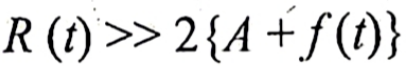 R (t) >> 2{A + f (t)}